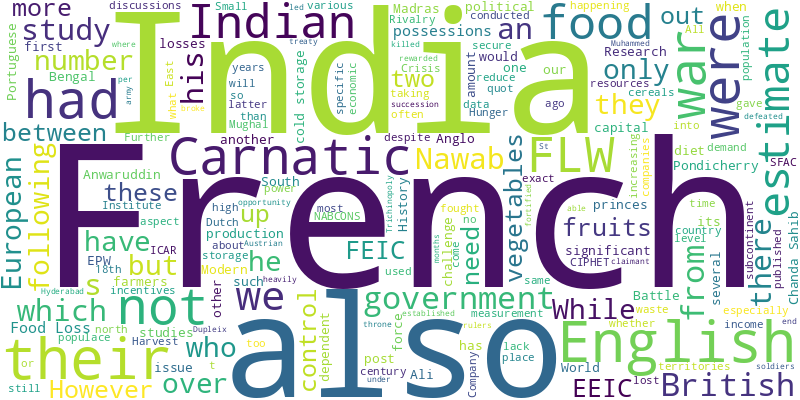 more
Indian
India
food
study
an
out
when
Small
discussions
led
various
Madras
political
happening
Rivalry
conducted
Portuguese
where
treaty
possessions
All
population
first
losses
his
per
killed
rewarded
Research
Muhammed
number
Crisis
secure
would
our
war
were
estimate
Bengal
years
cold storage
specific
economic
two
one
only
resources
had
army
will
so
reduce
cereals
what East
latter
than
taking
amount
quot
ago
they
Mughal
succession
often
data
Hunger
gave
defeated
between
Further
broke
another
despite
Anglo
St
capital
into
French
Carnatic
Nawab
FLW
demand
European
following
Anwaruddin
South
power
vegetables
exact
diet
Pondicherry
SFAC
these
Institute
up
opportunity
NABCONS
Trichinopoly
History
most
fought
no
princes
increasing
companies
time
have
aspect
ICAR
high
Dutch
production
Austrian
challenge
need
fruits
able
fortified
its
level
country
subcontinent
published
EPW
about
storage
FEIC
months
significant
CIPHET
claimant
from
there
Chanda Sahib
s
but
he
18th
Modern
such
used
same
several
which
farmers
incentives
other
Hyderabad
Dupleix
heavily
we
government
While
Battle
especially
not
also
control
dependent
established
measurement
whether
waste
Food Loss
north
who
force
throne
rulers
English
income
end
populace
studies
too
post
has
lack
their
Harvest
issue
century
place
World
territories
or
t
over
Ali
Company
EEIC
lost
British
soldiers
still
However
under